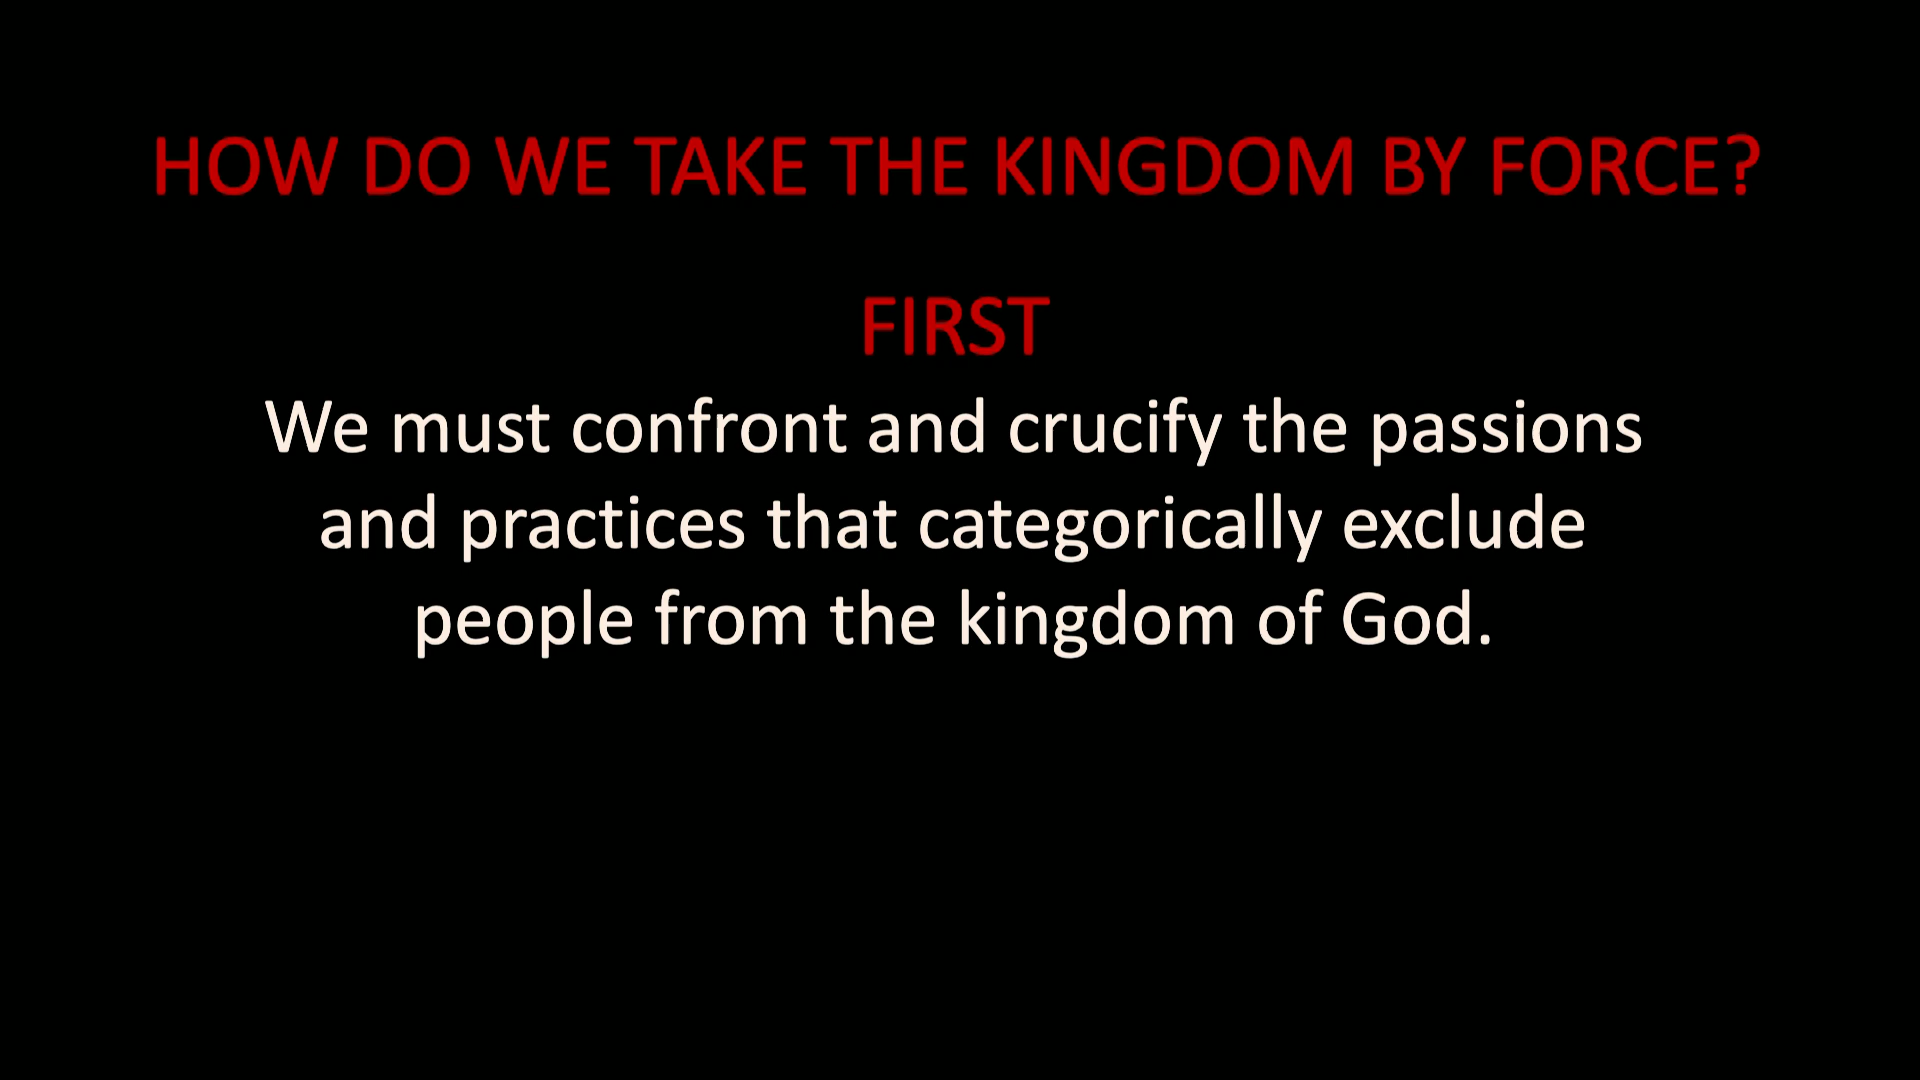 HOW DO WE TAKE THE KINGDOM BY FORCE?
FIRST
We must confront and crucify the passions
and practices that categorically exclude
people from the kingdom of God.